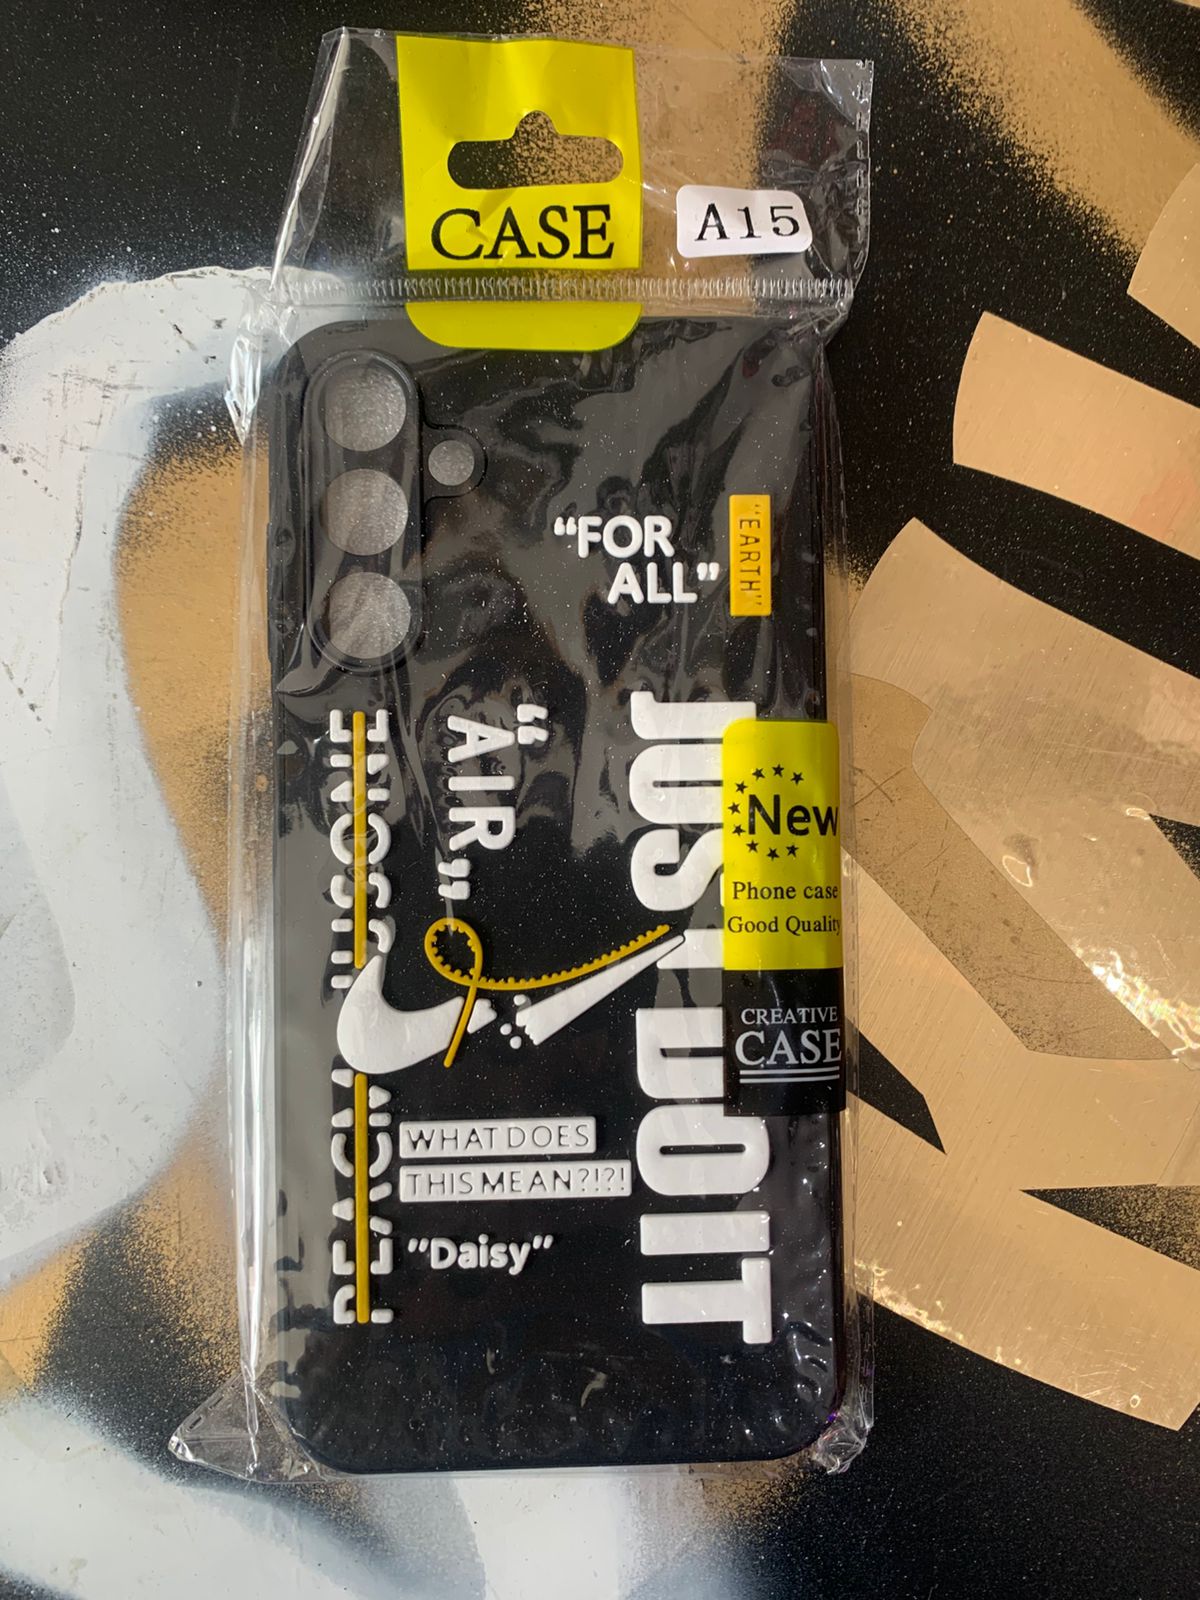 CASE
A15
“FOR
ALL”
"EARTH"
“AIR”
JUST DO IT
New
Phone case
Good Quality
CREATIVE
CASE
WHAT DOES
THIS MEAN?!?!
"Daisy"